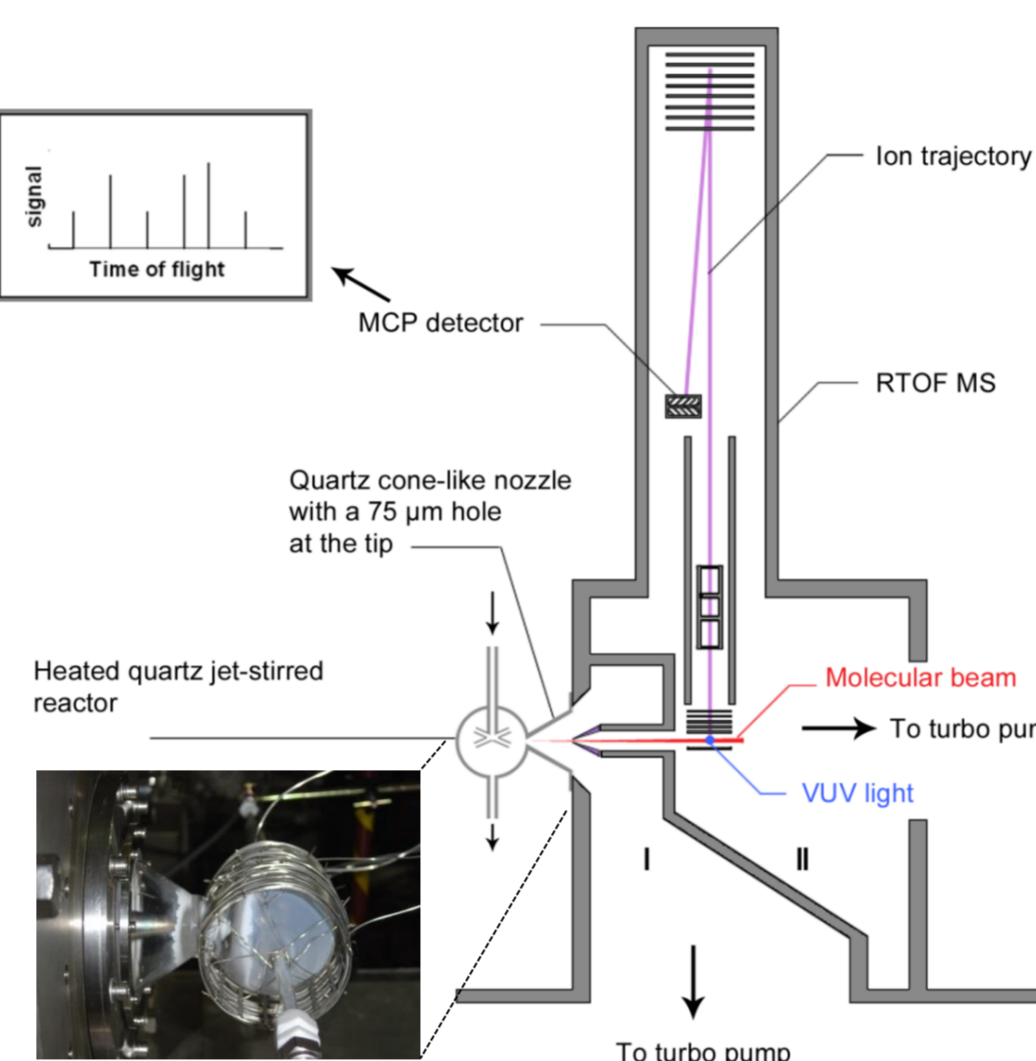 Ion trajectory
signal
Time of flight
MCP detector
RTOF MS
Quartz cone-like nozzle
with a 75 µm hole
at the tip
Heated quartz jet-stirred
reactor
Molecular beam
To turbo pur
VUV light
I
II
To turbo pump